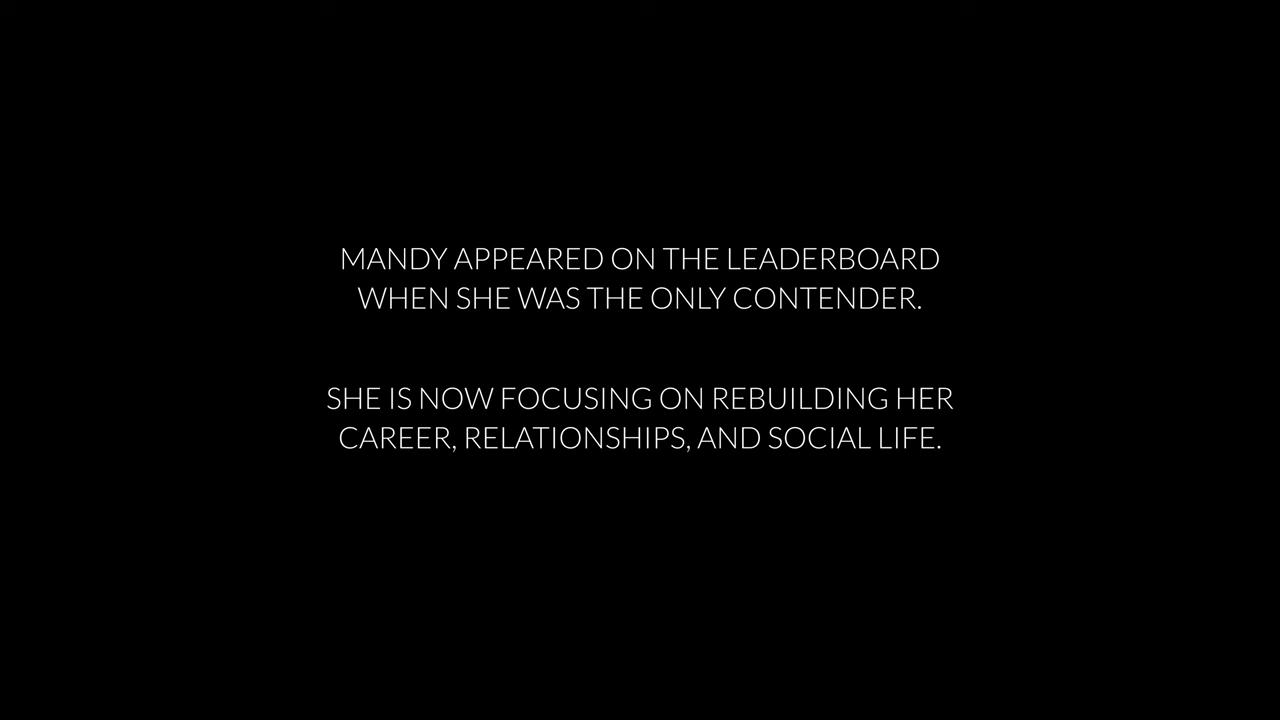 MANDY APPEARED ON THE LEADERBOARD
WHEN SHE WAS THE ONLY CONTENDER.
SHE IS NOW FOCUSING ON REBUILDING HER
CAREER, RELATIONSHIPS, AND SOCIAL LIFE.